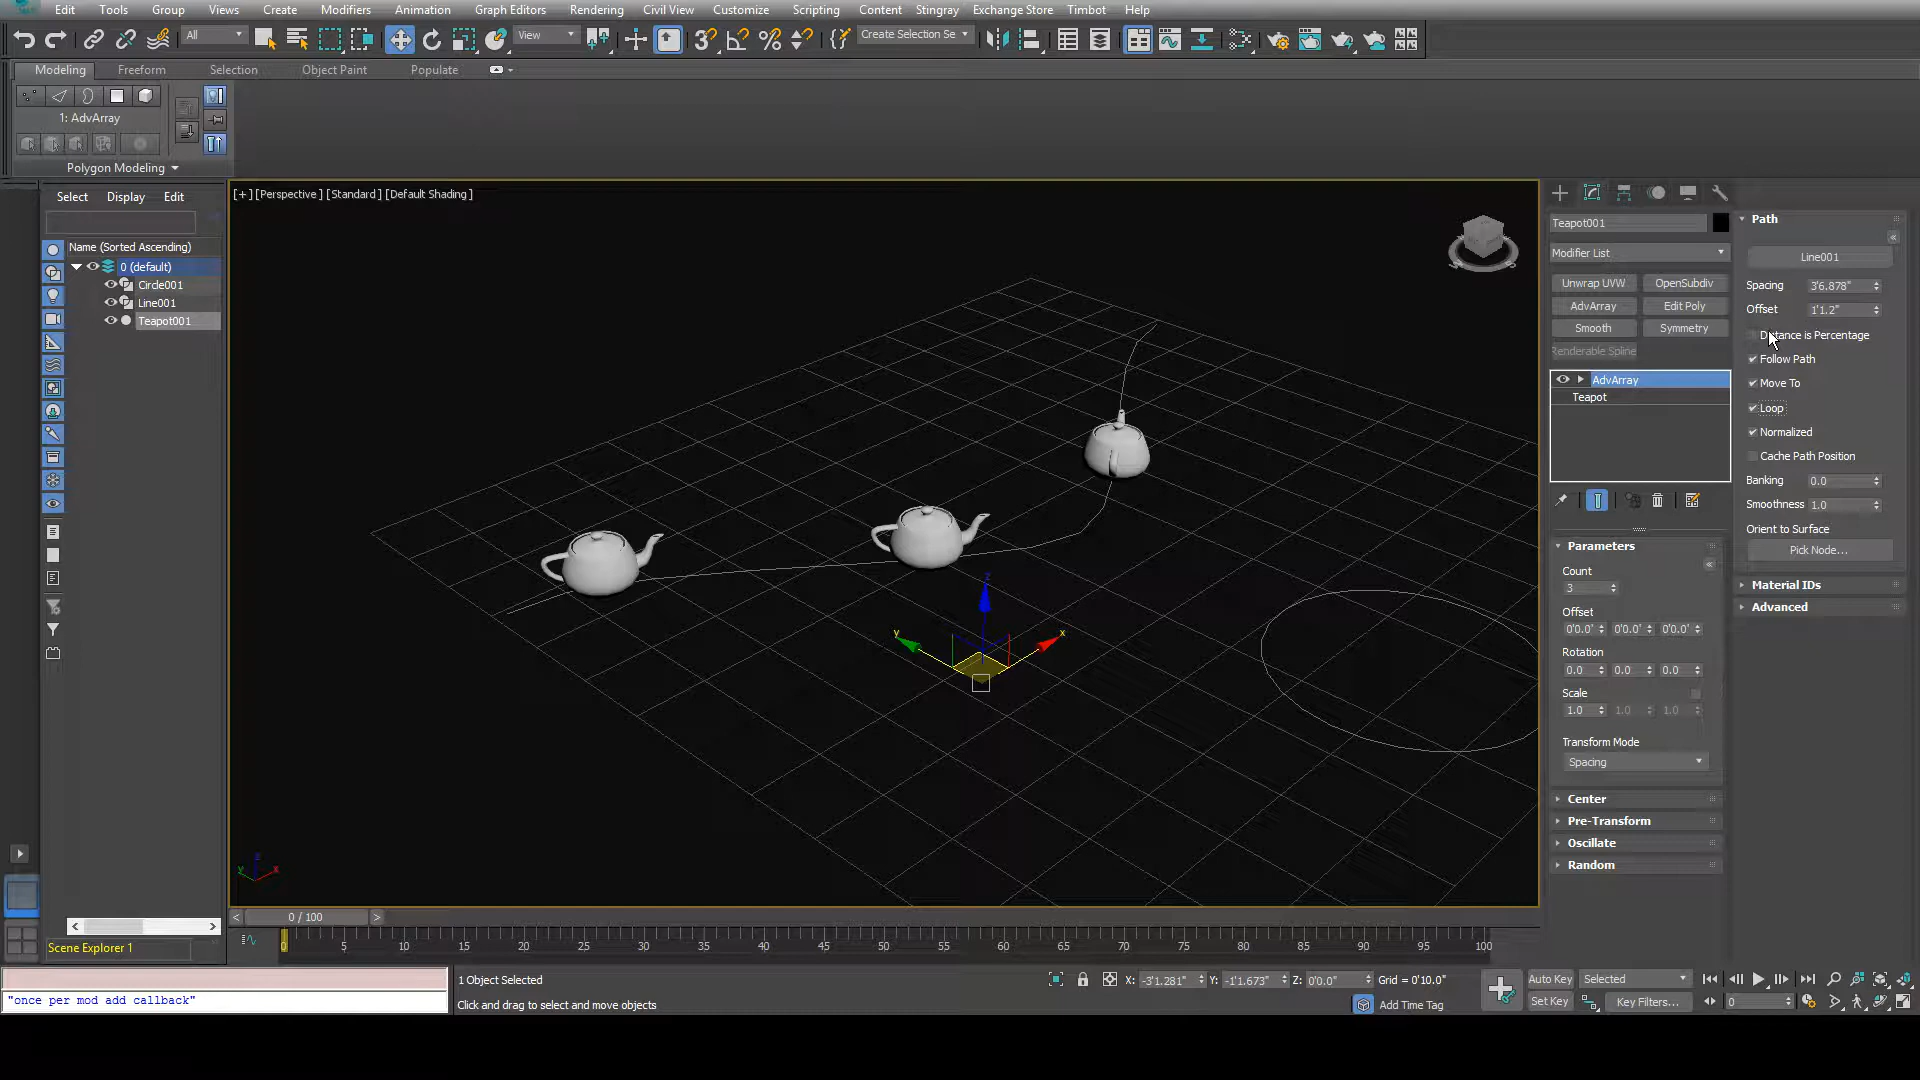 Edit Tools Group Views Create Modifiers Animation Graph Editors Rendering Civil View Customize Scripting Content Stingray Exchange Store Timbot Help
All View Create Selection Se
Modeling Freeform Selection Object Paint Populate
1: AdvArray
Polygon Modeling
Select Display Edit
Name (Sorted Ascending)
0 (default)
Circle001
Line001
Teapot001
[+] [Perspective] [Standard] [Default Shading]
z
y
x
z
y
x
Teapot001
Modifier List
Unwrap UVW OpenSubdiv
AdvArray Edit Poly
Smooth Symmetry
Renderable Spline
AdvArray
Teapot
Parameters
Count
3
Offset
0'0.0" 0'0.0" 0'0.0"
Rotation
0.0 0.0 0.0
Scale
1.0 1.0 1.0
Transform Mode
Spacing
Center
Pre-Transform
Oscillate
Random
Path
Line001
Spacing 3'6.878"
Offset 1'1.2"
Distance is Percentage
Follow Path
Move To
Loop
Normalized
Cache Path Position
Banking 0.0
Smoothness 1.0
Orient to Surface
Pick Node...
Material IDs
Advanced
< 0 / 100 >
0 5 10 15 20 25 30 35 40 45 50 55 60 65 70 75 80 85 90 95 100
Scene Explorer 1
"once per mod add callback"
1 Object Selected
Click and drag to select and move objects
X: -3'1.281" Y: -1'1.673" Z: 0'0.0" Grid = 0'10.0"
Add Time Tag
Auto Key Selected
Set Key Key Filters...
0